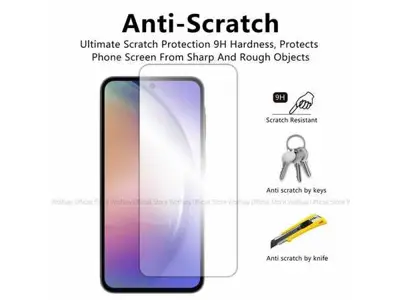 Anti-Scratch
Ultimate Scratch Protection 9H Hardness, Protects
Phone Screen From Sharp And Rough Objects
9H
Scratch Resistant
Anti scratch by keys
Anti scratch by knife